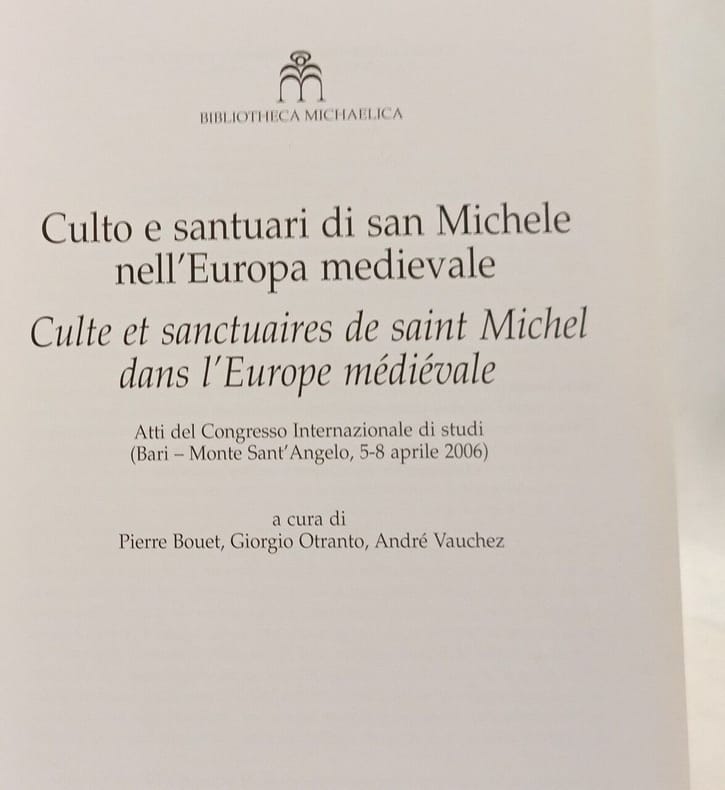 BIBLIOTHECA MICHAELICA
Culto e santuari di san Michele
nell'Europa medievale
Culte et sanctuaires de saint Michel
dans l'Europe médiévale
Atti del Congresso Internazionale di studi
(Bari – Monte Sant'Angelo, 5-8 aprile 2006)
a cura di
Pierre Bouet, Giorgio Otranto, André Vauchez